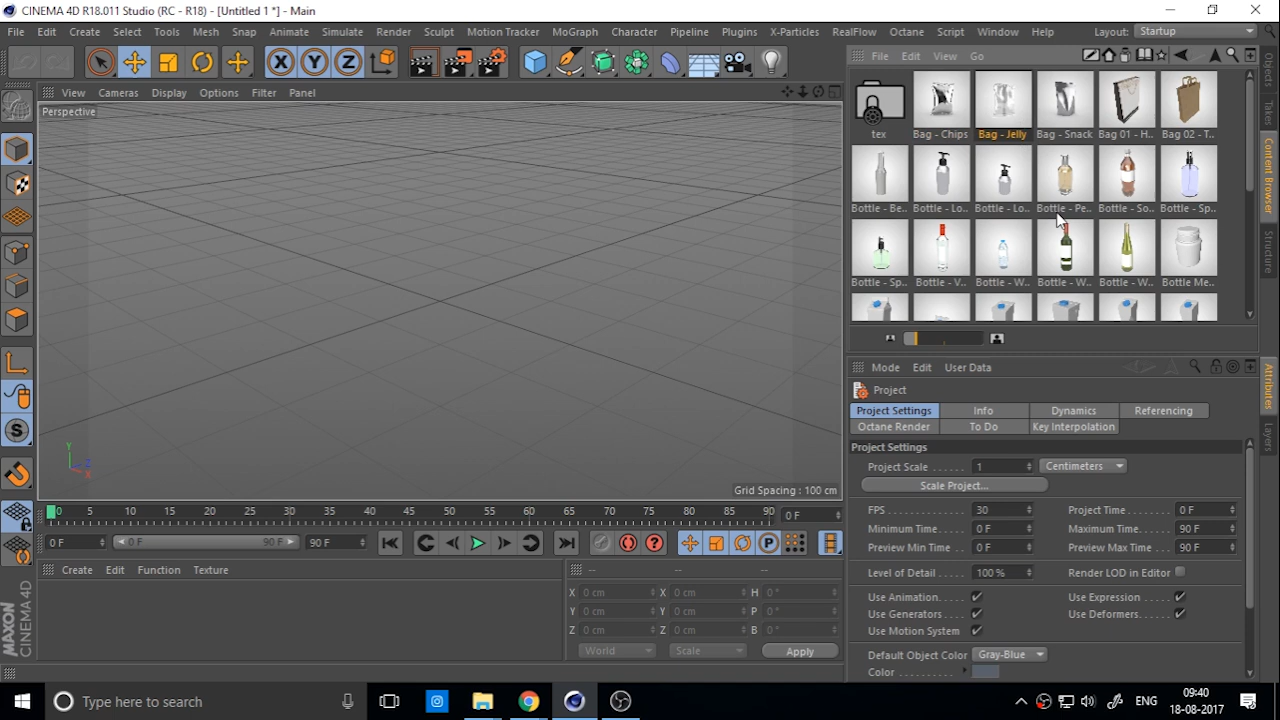 CINEMA 4D R18.011 Studio (RC - R18) - [Untitled 1 *] - Main
File Edit Create Select Tools Mesh Snap Animate Simulate Render Sculpt Motion Tracker MoGraph Character Pipeline Plugins X-Particles RealFlow Octane Script Window Help Layout: Startup
File Edit View Go
View Cameras Display Options Filter Panel
Perspective
tex Bag - Chips Bag - Jelly Bag - Snack Bag 01 - H.. Bag 02 - T...
Bottle - Be.. Bottle - Lo.. Bottle - Lo.. Bottle - Pe.. Bottle - So.. Bottle - Sp..
Bottle - Sp.. Bottle - V... Bottle - W.. Bottle - W.. Bottle - W.. Bottle Me...
Objects
Takes
Content Browser
Structure
Mode Edit User Data
Project
Project Settings Info Dynamics Referencing
Octane Render To Do Key Interpolation
Project Settings
Project Scale ...... 1 Centimeters
Scale Project...
FPS ............ 30 Project Time .... 0 F
Minimum Time... 0 F Maximum Time... 90 F
Preview Min Time .. 0 F Preview Max Time ... 90 F
Level of Detail ..... 100 % Render LOD in Editor
Use Animation.... Use Expression ....
Use Generators.... Use Deformers.....
Use Motion System
Default Object Color Gray-Blue
Color ...........
Attributes
Layers
Y
Z
X
Grid Spacing : 100 cm
0 5 10 15 20 25 30 35 40 45 50 55 60 65 70 75 80 85 90 0 F
0 F 0 F 90 F 90 F
Create Edit Function Texture
-- -- --
X 0 cm X 0 cm H 0 °
Y 0 cm Y 0 cm P 0 °
Z 0 cm Z 0 cm B 0 °
World Scale Apply
MAXON
CINEMA 4D
Type here to search
ENG
09:40
18-08-2017